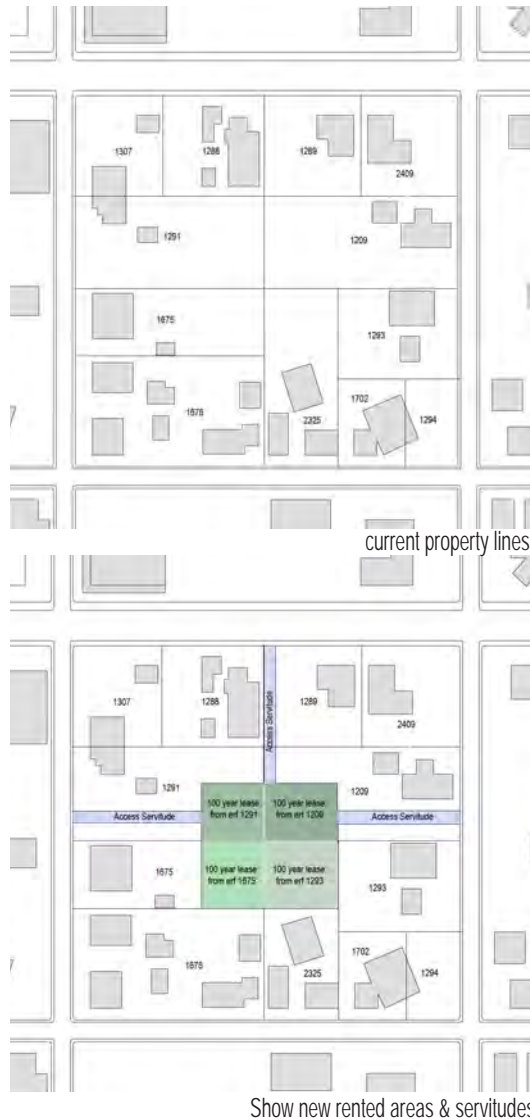 1307
1288
1289
2409
1291
1209
1675
1293
1676
2325
1702
1294
current property lines
Access Servitude
1307
1288
1289
2409
1291
1209
100 year lease
from erf 1291
100 year lease
from erf 1209
Access Servitude
Access Servitude
1675
100 year lease
from erf 1675
100 year lease
from erf 1293
1293
1676
2325
1702
1294
Show new rented areas & servitudes